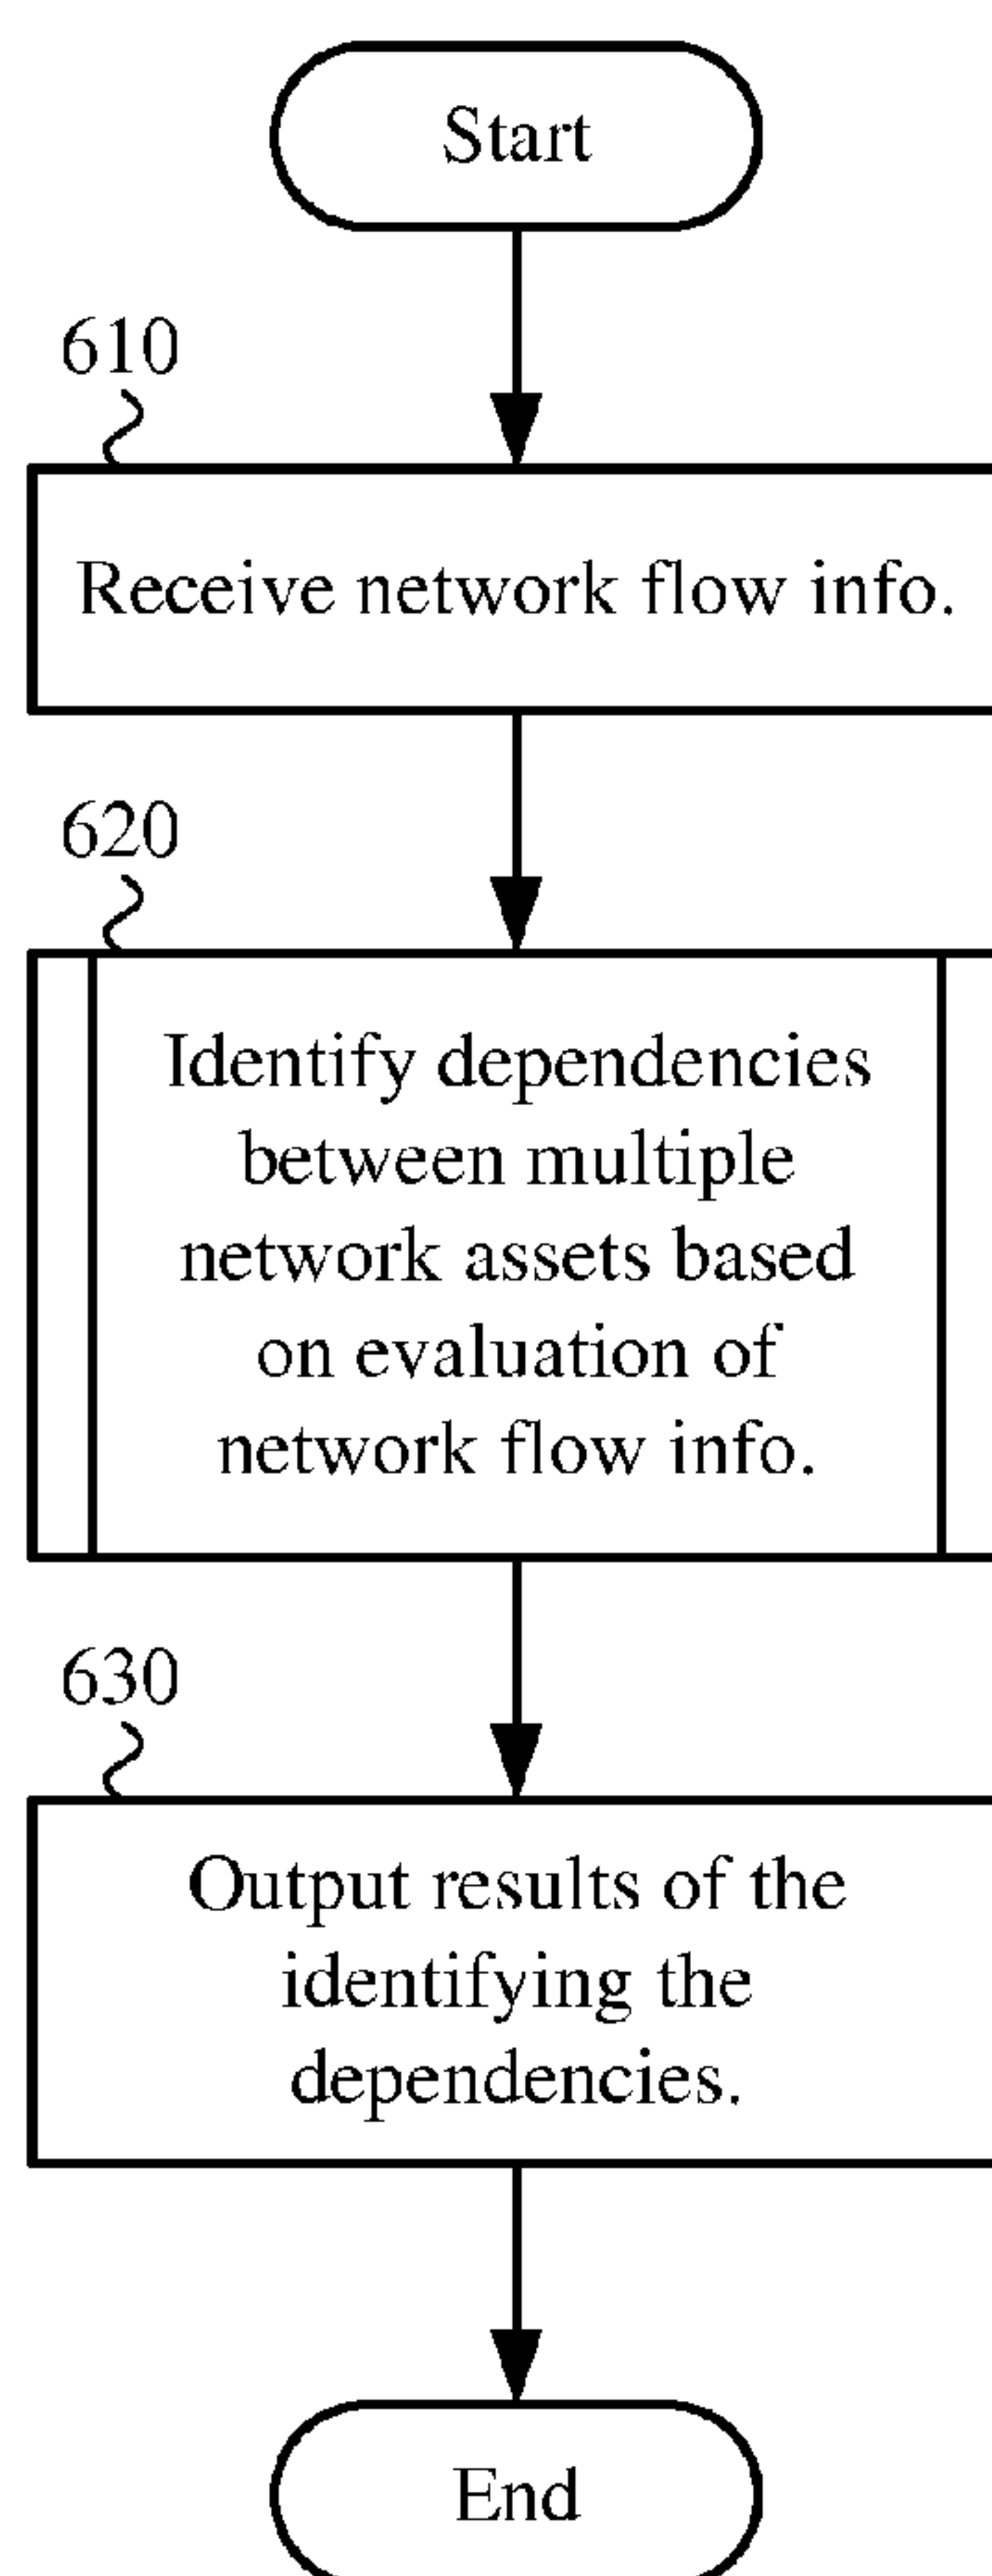 Start
610
Receive network flow info.
620
Identify dependencies
between multiple
network assets based
on evaluation of
network flow info.
630
Output results of the
identifying the
dependencies.
End